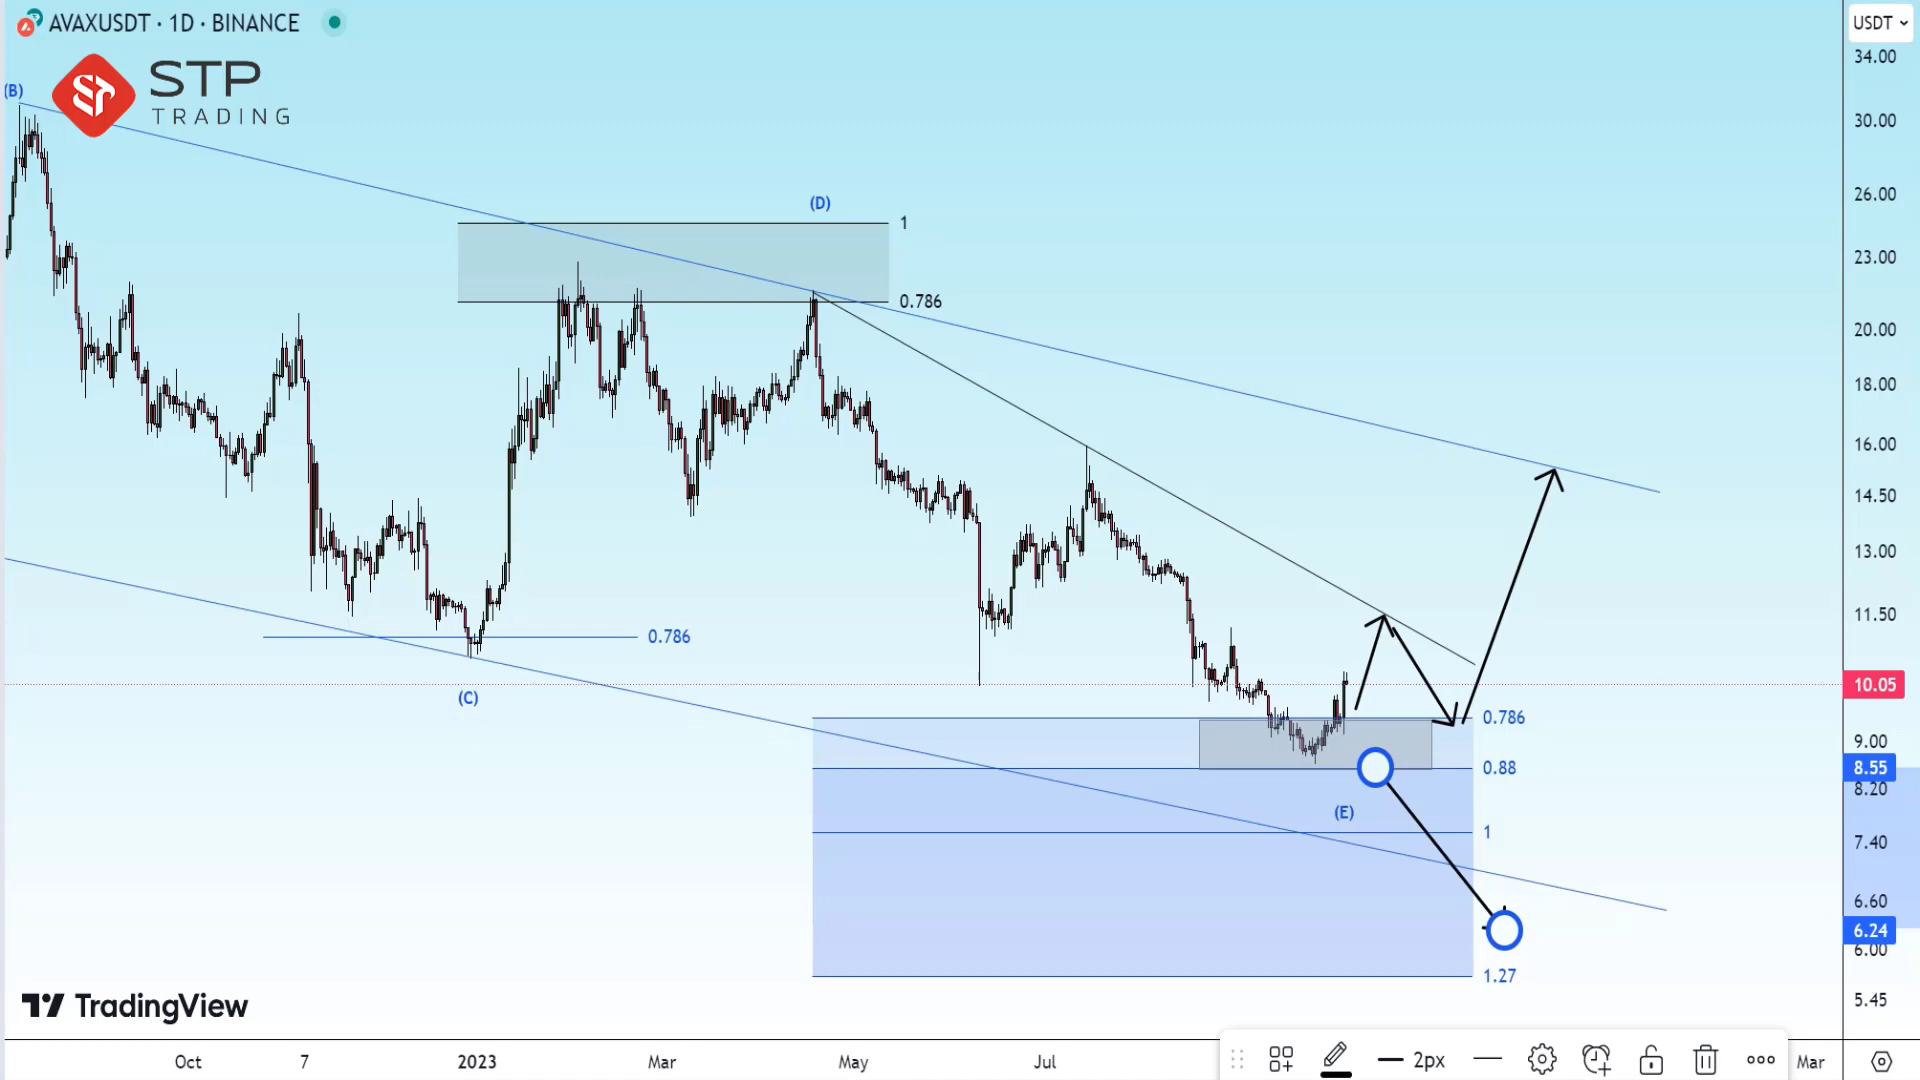 AVAXUSDT · 1D · BINANCE
USDT
STP
TRADING
(B)
(D)
1
0.786
0.786
(C)
0.786
0.88
(E)
1
1.27
34.00
30.00
26.00
23.00
20.00
18.00
16.00
14.50
13.00
11.50
10.05
9.00
8.55
8.20
7.40
6.60
6.24
6.00
5.45
TradingView
Oct 7 2023 Mar May Jul Mar
2px